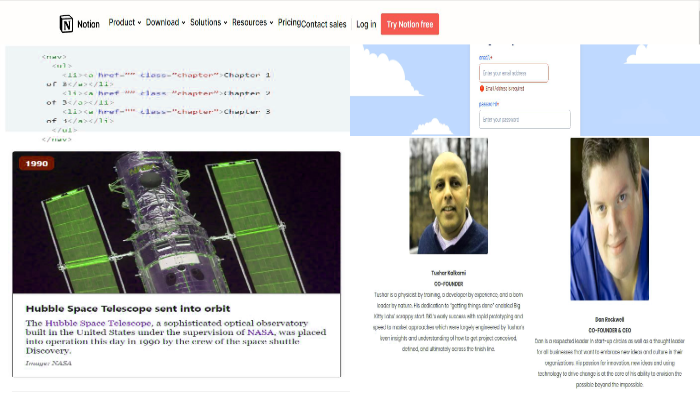 Notion
Product Download Solutions Resources Pricing Contact sales Log in Try Notion free
<nav>
<ul>
<li><a href="" class="chapter">Chapter 1
of 3</a></li>
<li><a href="" class="chapter">Chapter 2
of 3</a></li>
<li><a href="" class="chapter">Chapter 3
</ul>
</nav>
Enter your email address
Email Address is required
Enter your password
1990
Hubble Space Telescope sent into orbit
The Hubble Space Telescope, a sophisticated optical observatory
built in the United States under the supervision of NASA, was placed
into operation this day in 1990 by the crew of the space shuttle
Discovery.
Image: NASA
Tushar Kulkarni
CO-FOUNDER
Tushar is a physicist by training, a developer by experience, and a born
leader by nature. His dedication to "getting things done" enabled Big
Kitty Labs' scrappy start. BKL's early success with rapid prototyping and
speed to market approaches which were largely engineered by Tushar's
keen insights and understanding of how to get project conceived,
defined, and ultimately across the finish line.
Dan Rockwell
CO-FOUNDER & CEO
Dan is a respected leader in start-up circles as well as a thought leader
for all businesses that want to embrace new ideas and culture in their
organizations. His passion for innovation, new ideas and using
technology to drive change is at the core of his ability to envision the
possible beyond the impossible.